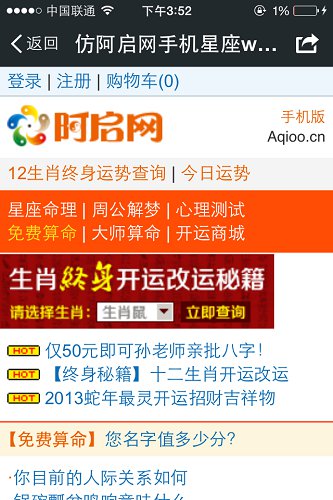 中国联通 下午3:52 1%
返回 仿阿启网手机星座w...
登录 | 注册 | 购物车(0)
阿启网 手机版
Aqioo.cn
12生肖终身运势查询 | 今日运势
星座命理 | 周公解梦 | 心理测试
免费算命 | 大师算命 | 开运商城
生肖终身开运改运秘籍
请选择生肖: 生肖鼠 立即查询
HOT 仅50元即可孙老师亲批八字!
HOT 【终身秘籍】十二生肖开运改运
HOT 2013蛇年最灵开运招财吉祥物
【免费算命】您名字值多少分?
·你目前的人际关系如何